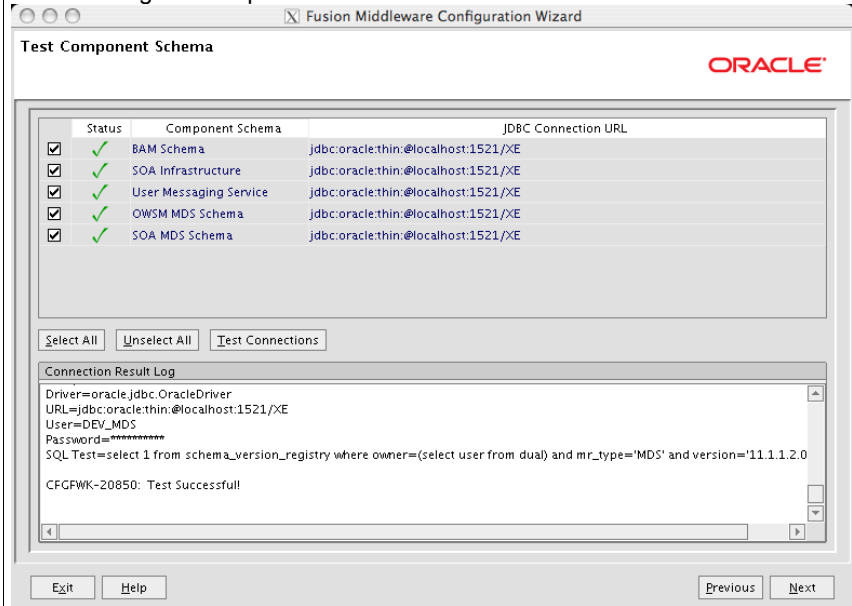 Fusion Middleware Configuration Wizard
Test Component Schema
ORACLE
Status Component Schema JDBC Connection URL
BAM Schema jdbc:oracle:thin:@localhost:1521/XE
SOA Infrastructure jdbc:oracle:thin:@localhost:1521/XE
User Messaging Service jdbc:oracle:thin:@localhost:1521/XE
OWSM MDS Schema jdbc:oracle:thin:@localhost:1521/XE
SOA MDS Schema jdbc:oracle:thin:@localhost:1521/XE
Select All Unselect All Test Connections
Connection Result Log
Driver=oracle.jdbc.OracleDriver
URL=jdbc:oracle:thin:@localhost:1521/XE
User=DEV_MDS
Password=**********
SQL Test=select 1 from schema_version_registry where owner=(select user from dual) and mr_type='MDS' and version='11.1.1.2.0
CFGFWK-20850: Test Successful!
Exit Help Previous Next